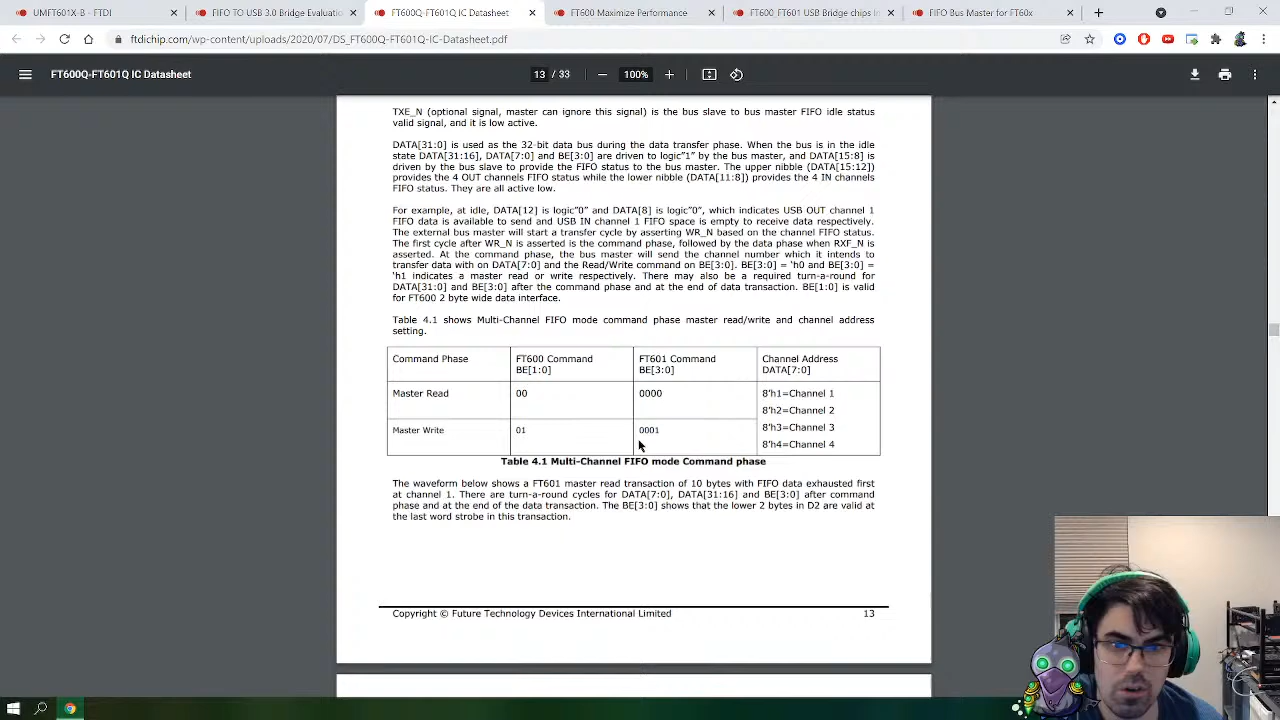 UMFT601X-B - FTDI
FIFO TO USB 3.0 Bridge Evaluatio
FT600Q-FT601Q IC Datasheet
FT600 Maximize Performance
FT600_FT601 USB Bridge chips in
FIFO Bus Master for FT60x
ftdichip.com/wp-content/uploads/2020/07/DS_FT600Q-FT601Q-IC-Datasheet.pdf
FT600Q-FT601Q IC Datasheet
13 / 33
100%
TXE_N (optional signal, master can ignore this signal) is the bus slave to bus master FIFO idle status
valid signal, and it is low active.
DATA[31:0] is used as the 32-bit data bus during the data transfer phase. When the bus is in the idle
state DATA[31:16], DATA[7:0] and BE[3:0] are driven to logic"1" by the bus master, and DATA[15:8] is
driven by the bus slave to provide the FIFO status to the bus master. The upper nibble (DATA[15:12])
provides the 4 OUT channels FIFO status while the lower nibble (DATA[11:8]) provides the 4 IN channels
FIFO status. They are all active low.
For example, at idle, DATA[12] is logic"0" and DATA[8] is logic"0", which indicates USB OUT channel 1
FIFO data is available to send and USB IN channel 1 FIFO space is empty to receive data respectively.
The external bus master will start a transfer cycle by asserting WR_N based on the channel FIFO status.
The first cycle after WR_N is asserted is the command phase, followed by the data phase when RXF_N is
asserted. At the command phase, the bus master will send the channel number which it intends to
transfer data with on DATA[7:0] and the Read/Write command on BE[3:0]. BE[3:0] = 'h0 and BE[3:0] =
'h1 indicates a master read or write respectively. There may also be a required turn-a-round for
DATA[31:0] and BE[3:0] after the command phase and at the end of data transaction. BE[1:0] is valid
for FT600 2 byte wide data interface.
Table 4.1 shows Multi-Channel FIFO mode command phase master read/write and channel address
setting.
Command Phase
FT600 Command
BE[1:0]
FT601 Command
BE[3:0]
Channel Address
DATA[7:0]
Master Read
00
0000
8'h1=Channel 1
8'h2=Channel 2
Master Write
01
0001
8'h3=Channel 3
8'h4=Channel 4
Table 4.1 Multi-Channel FIFO mode Command phase
The waveform below shows a FT601 master read transaction of 10 bytes with FIFO data exhausted first
at channel 1. There are turn-a-round cycles for DATA[7:0], DATA[31:16] and BE[3:0] after command
phase and at the end of the data transaction. The BE[3:0] shows that the lower 2 bytes in D2 are valid at
the last word strobe in this transaction.
Copyright © Future Technology Devices International Limited
13